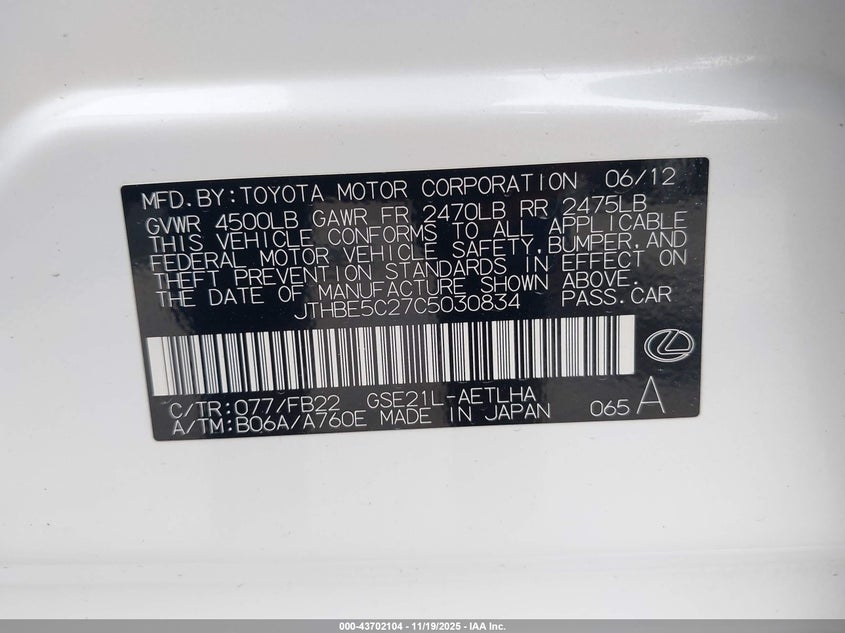 MFD. BY: TOYOTA MOTOR CORPORATION 06/12
GVWR 4500LB GAWR FR 2470LB RR 2475LB
THIS VEHICLE CONFORMS TO ALL APPLICABLE
FEDERAL MOTOR VEHICLE SAFETY, BUMPER, AND
THEFT PREVENTION STANDARDS IN EFFECT ON
THE DATE OF MANUFACTURE SHOWN ABOVE.
JTHBE5C27C5030834 PASS. CAR
C/TR: 077/FB22 GSE21L-AETLHA
A/TM: B06A/A760E MADE IN JAPAN 065 A
000-43702104 - 11/19/2025 - IAA Inc.